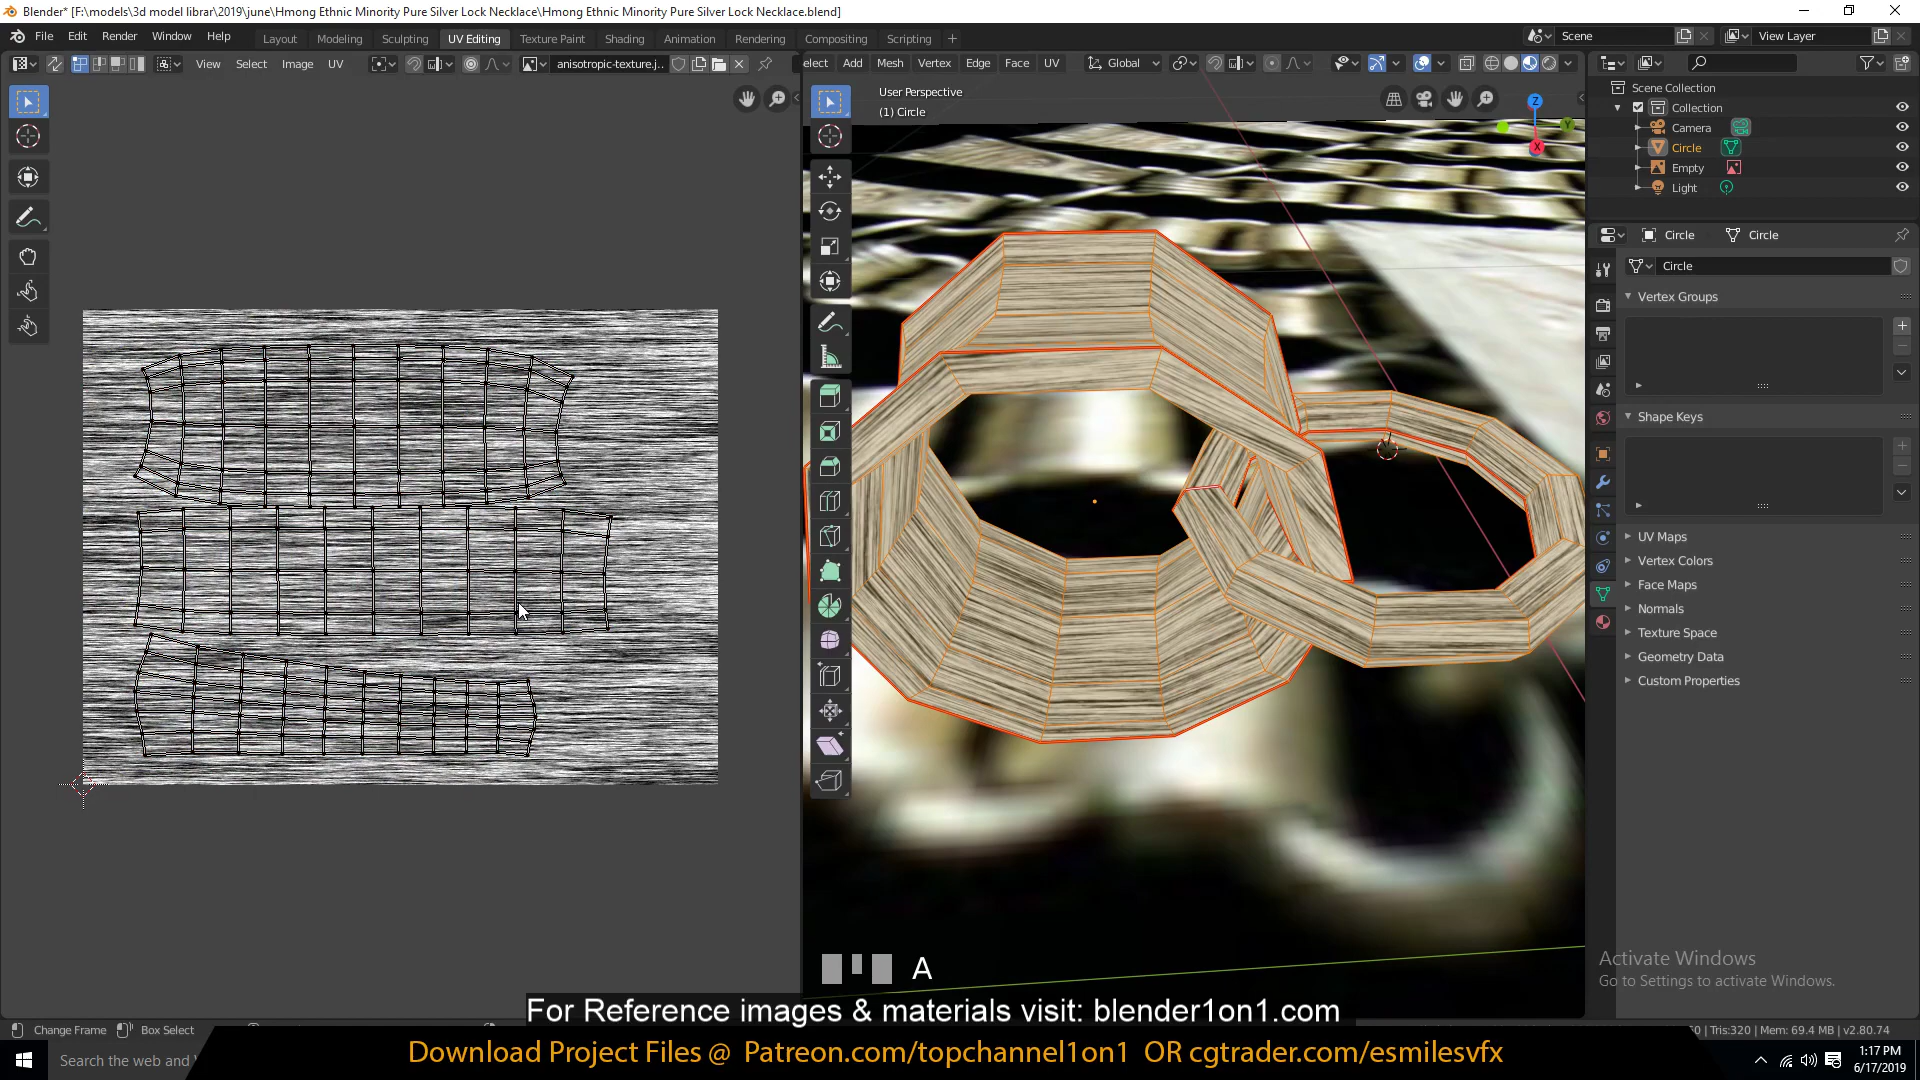 Blender* [F:\models\3d model librar\2019\june\Hmong Ethnic Minority Pure Silver Lock Necklace\Hmong Ethnic Minority Pure Silver Lock Necklace.blend]
File Edit Render Window Help Layout Modeling Sculpting UV Editing Texture Paint Shading Animation Rendering Compositing Scripting + Scene View Layer
View Select Image UV anisotropic-texture.j.. elect Add Mesh Vertex Edge Face UV Global
User Perspective
(1) Circle
Z
Y
X
Scene Collection
Collection
Camera
Circle
Empty
Light
Circle Circle
Circle
Vertex Groups
Shape Keys
UV Maps
Vertex Colors
Face Maps
Normals
Texture Space
Geometry Data
Custom Properties
A
Activate Windows
Go to Settings to activate Windows.
For Reference images & materials visit: blender1on1.com
Change Frame Box Select
0 | Tris:320 | Mem: 69.4 MB | v2.80.74
Download Project Files @ Patreon.com/topchannel1on1 OR cgtrader.com/esmilesvfx
Search the web and
1:17 PM
6/17/2019